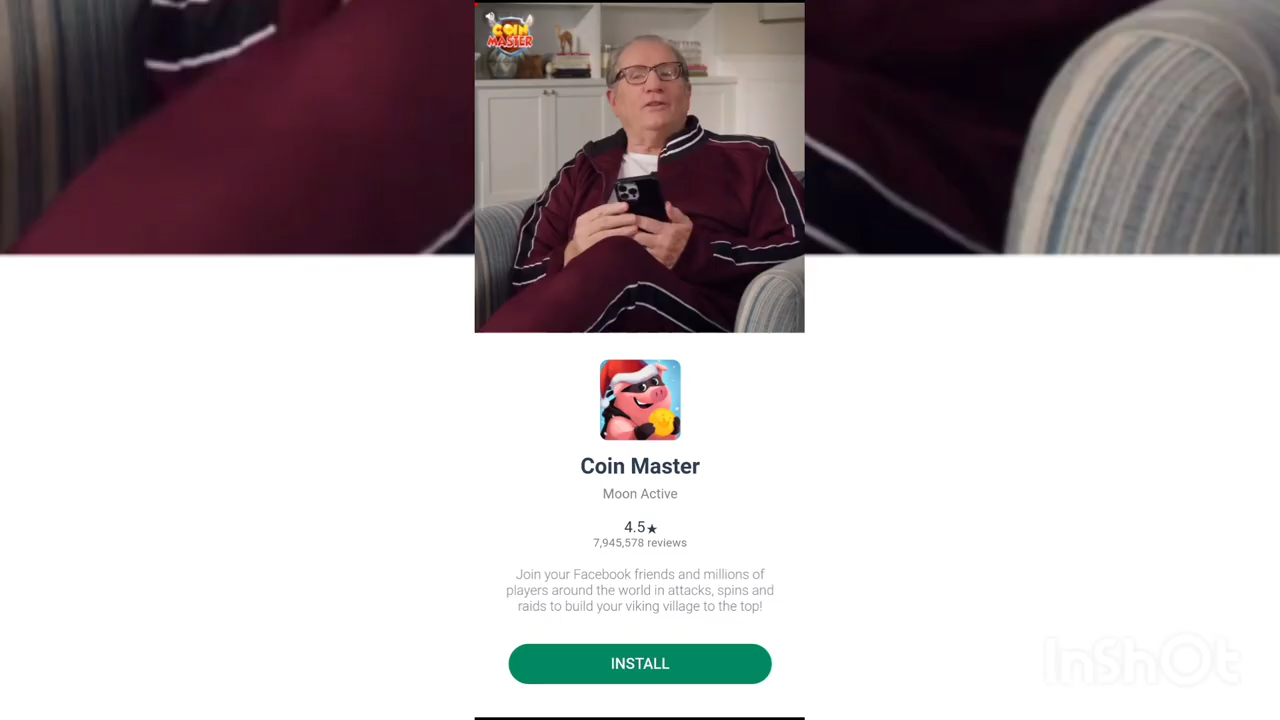 COIN
MASTER
Coin Master
Moon Active
4.5★
7,945,578 reviews
Join your Facebook friends and millions of
players around the world in attacks, spins and
raids to build your viking village to the top!
INSTALL
InShOt